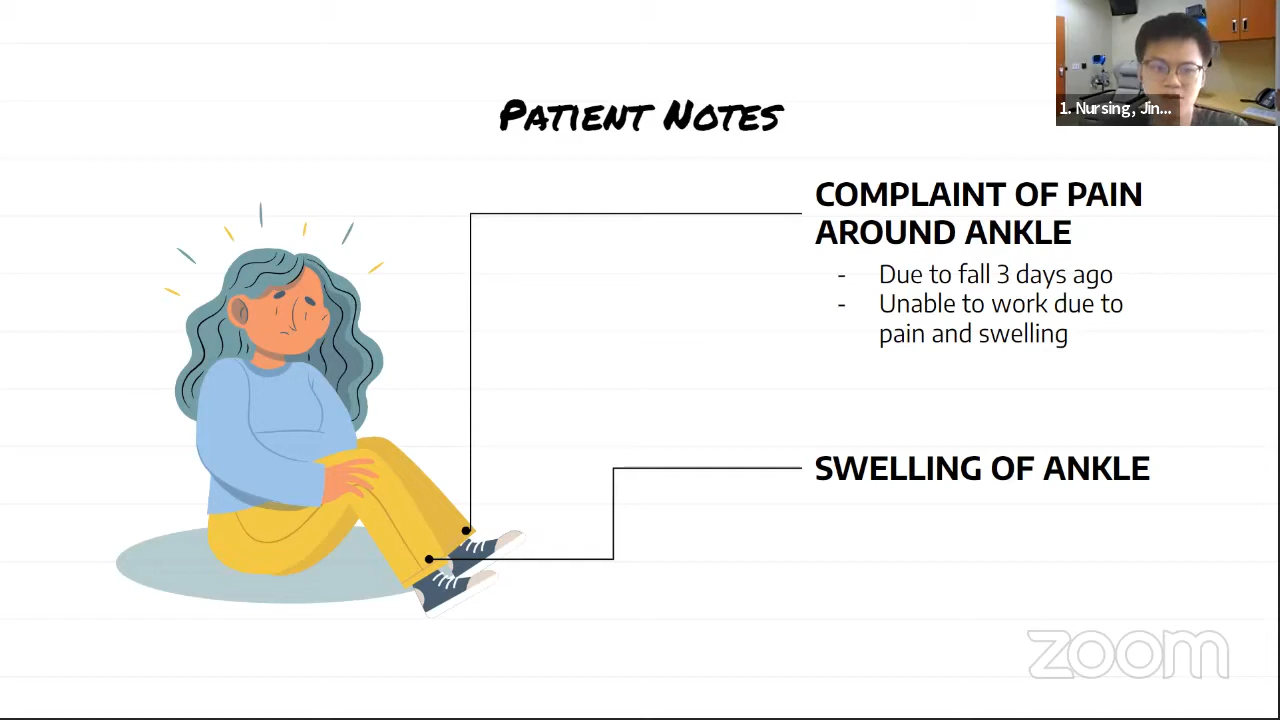 1. Nursing, Jin...
PATIENT NOTES
COMPLAINT OF PAIN
AROUND ANKLE
- Due to fall 3 days ago
- Unable to work due to
pain and swelling
SWELLING OF ANKLE
zoom